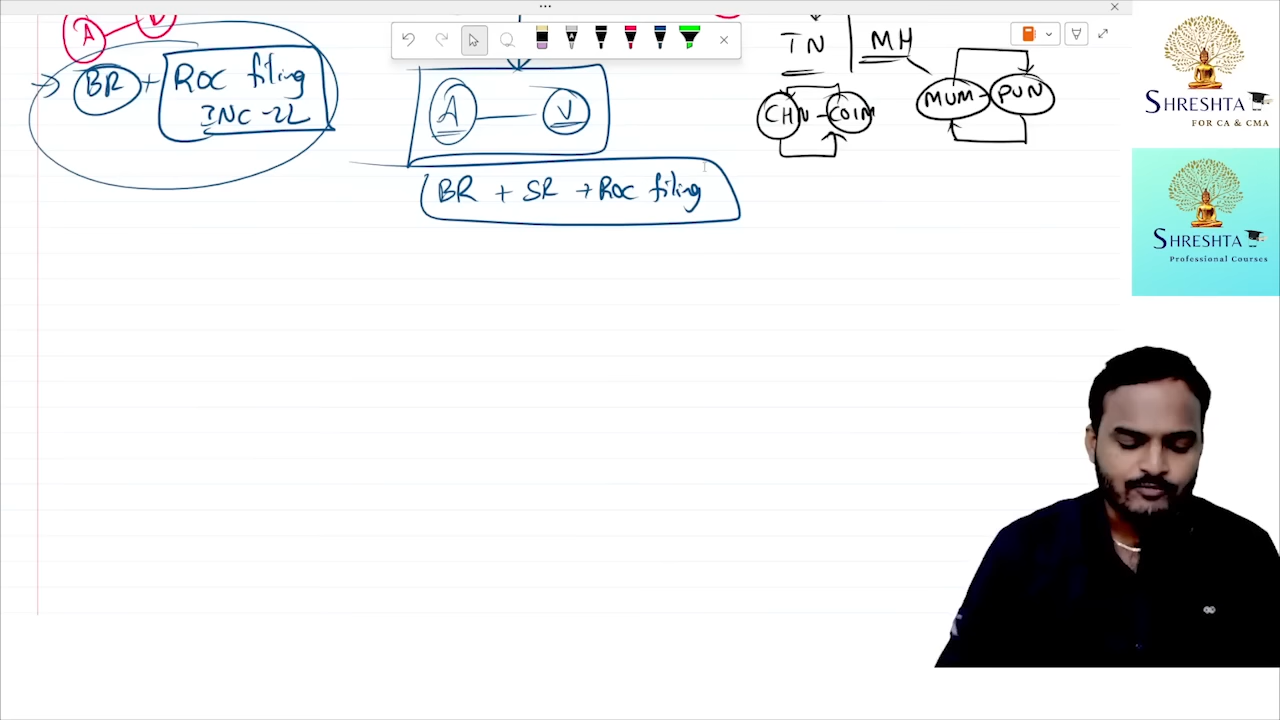 A
BR + ROC filing
INC-22
A — V
BR + SR + ROC filing
TN | MH
CHN - COIM
MUM - PUN
SHRESHTA
FOR CA & CMA
SHRESHTA
Professional Courses